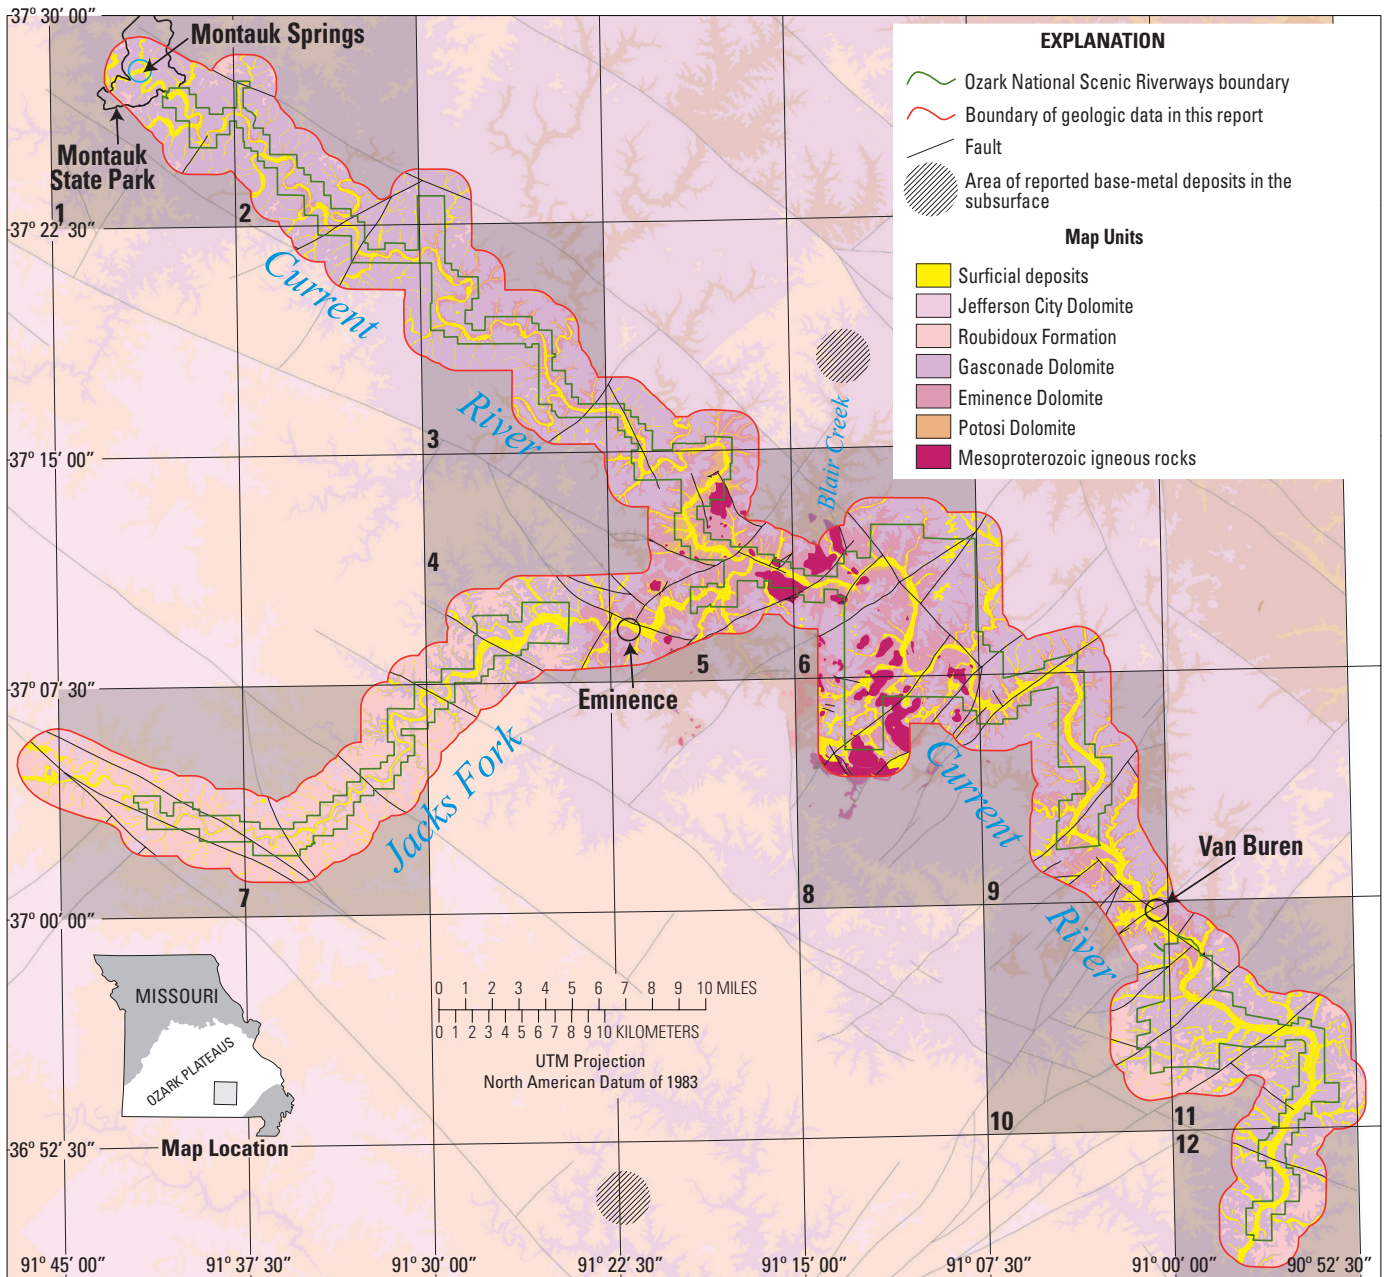 37° 30′ 00″
Montauk Springs
Montauk
State Park
1
2
37° 22′ 30″
Current
River
3
37° 15′ 00″
Blair Creek
4
5
6
Eminence
37° 07′ 30″
Jacks Fork
Current
River
7
8
9
Van Buren
37° 00′ 00″
10
11
12
36° 52′ 30″
EXPLANATION
Ozark National Scenic Riverways boundary
Boundary of geologic data in this report
Fault
Area of reported base-metal deposits in the
subsurface
Map Units
Surficial deposits
Jefferson City Dolomite
Roubidoux Formation
Gasconade Dolomite
Eminence Dolomite
Potosi Dolomite
Mesoproterozoic igneous rocks
MISSOURI
OZARK PLATEAUS
Map Location
0 1 2 3 4 5 6 7 8 9 10 MILES
0 1 2 3 4 5 6 7 8 9 10 KILOMETERS
UTM Projection
North American Datum of 1983
91° 45′ 00″ 91° 37′ 30″ 91° 30′ 00″ 91° 22′ 30″ 91° 15′ 00″ 91° 07′ 30″ 91° 00′ 00″ 90° 52′ 30″